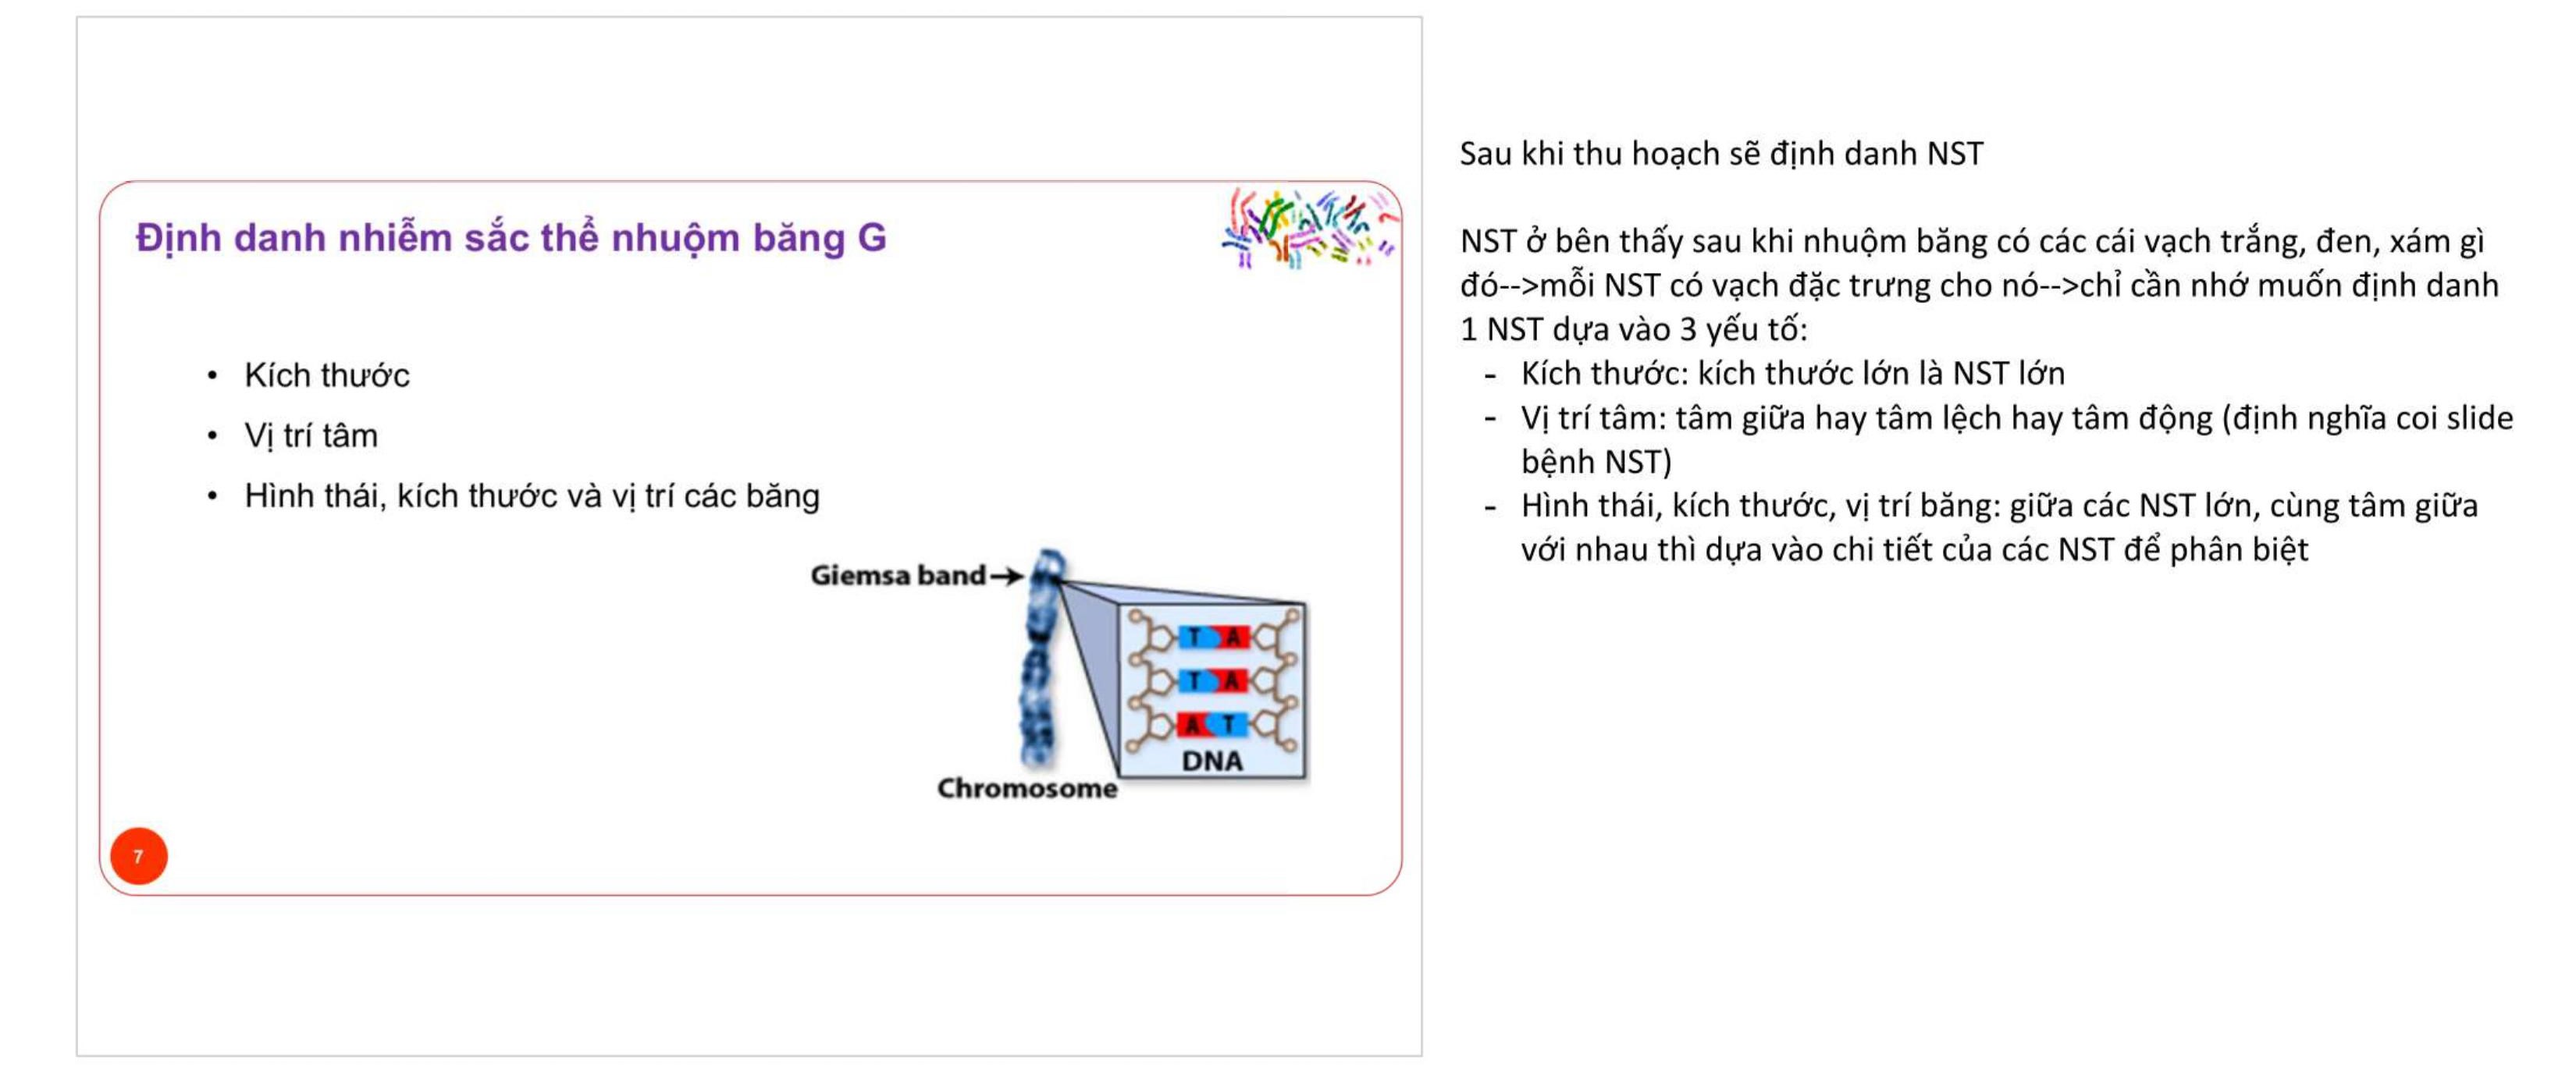 Định danh nhiễm sắc thể nhuộm băng G
• Kích thước
• Vị trí tâm
• Hình thái, kích thước và vị trí các băng
Giemsa band
T A
T A
A T
DNA
Chromosome
7
Sau khi thu hoạch sẽ định danh NST
NST ở bên thấy sau khi nhuộm băng có các cái vạch trắng, đen, xám gì
đó-->mỗi NST có vạch đặc trưng cho nó-->chỉ cần nhớ muốn định danh
1 NST dựa vào 3 yếu tố:
- Kích thước: kích thước lớn là NST lớn
- Vị trí tâm: tâm giữa hay tâm lệch hay tâm động (định nghĩa coi slide
bệnh NST)
- Hình thái, kích thước, vị trí băng: giữa các NST lớn, cùng tâm giữa
với nhau thì dựa vào chi tiết của các NST để phân biệt